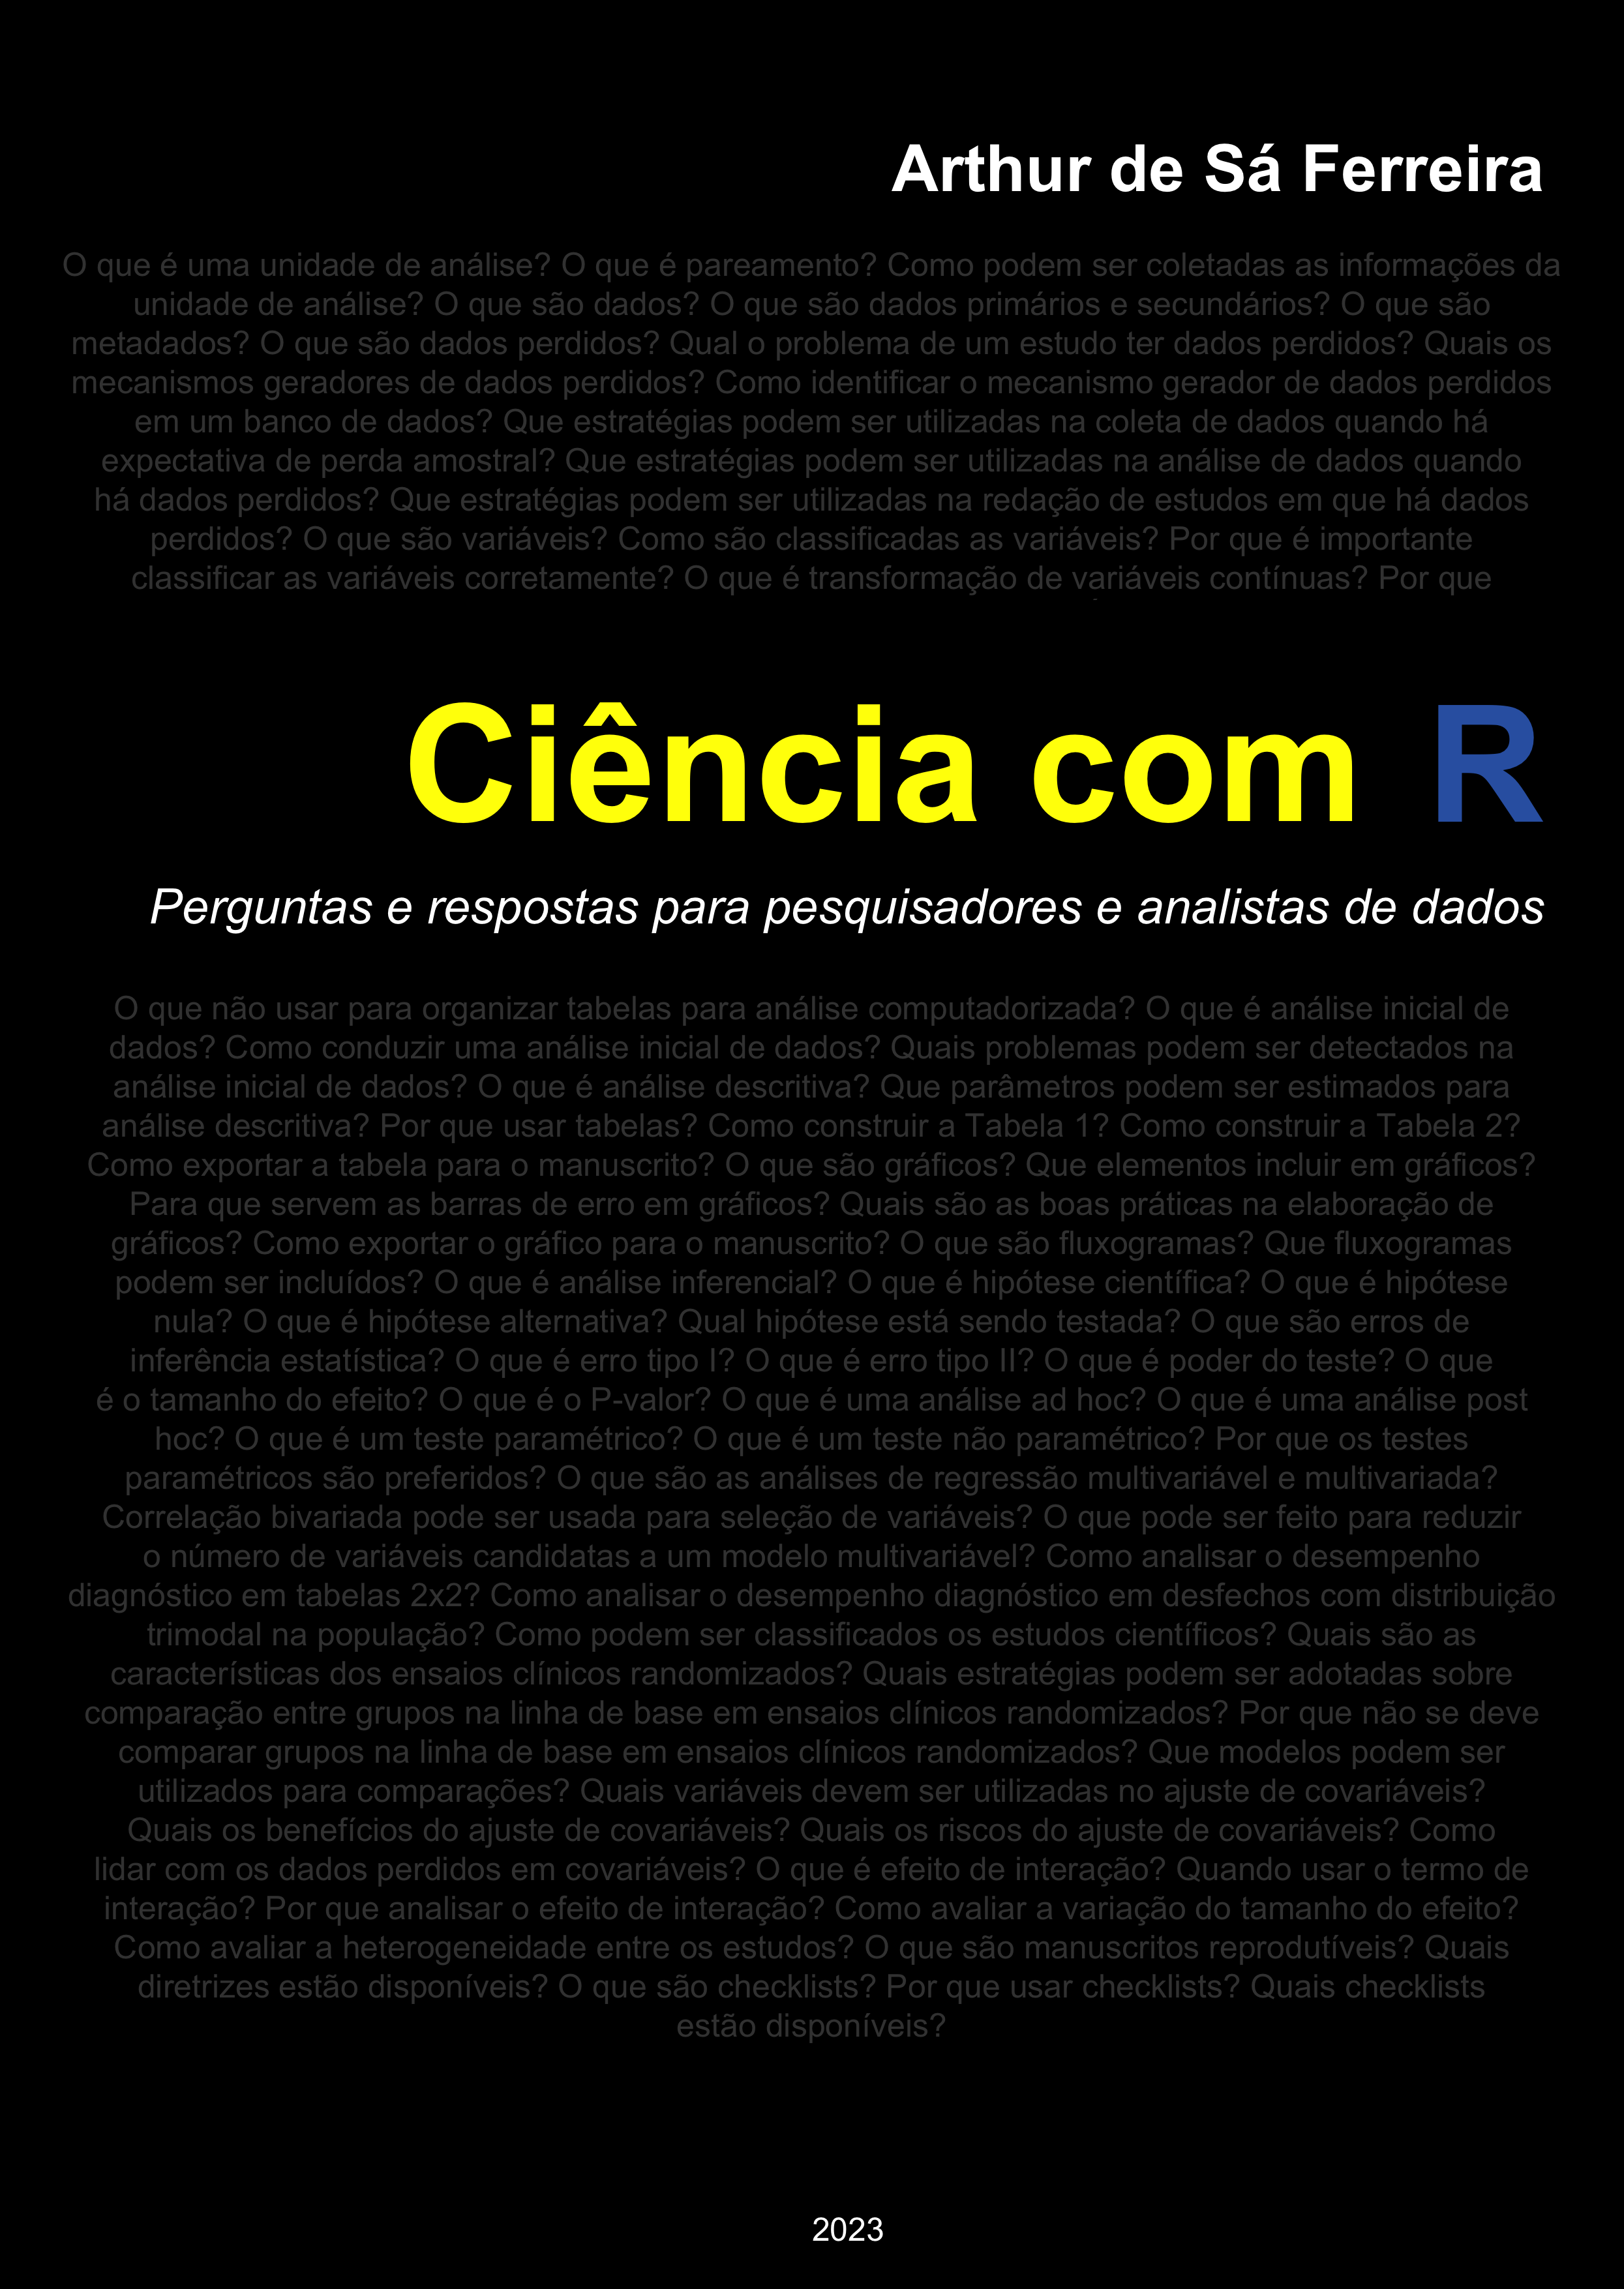 Arthur de Sá Ferreira
O que é uma unidade de análise? O que é pareamento? Como podem ser coletadas as informações da
unidade de análise? O que são dados? O que são dados primários e secundários? O que são
metadados? O que são dados perdidos? Qual o problema de um estudo ter dados perdidos? Quais os
mecanismos geradores de dados perdidos? Como identificar o mecanismo gerador de dados perdidos
em um banco de dados? Que estratégias podem ser utilizadas na coleta de dados quando há
expectativa de perda amostral? Que estratégias podem ser utilizadas na análise de dados quando
há dados perdidos? Que estratégias podem ser utilizadas na redação de estudos em que há dados
perdidos? O que são variáveis? Como são classificadas as variáveis? Por que é importante
classificar as variáveis corretamente? O que é transformação de variáveis contínuas? Por que
Ciência com R
Perguntas e respostas para pesquisadores e analistas de dados
O que não usar para organizar tabelas para análise computadorizada? O que é análise inicial de
dados? Como conduzir uma análise inicial de dados? Quais problemas podem ser detectados na
análise inicial de dados? O que é análise descritiva? Que parâmetros podem ser estimados para
análise descritiva? Por que usar tabelas? Como construir a Tabela 1? Como construir a Tabela 2?
Como exportar a tabela para o manuscrito? O que são gráficos? Que elementos incluir em gráficos?
Para que servem as barras de erro em gráficos? Quais são as boas práticas na elaboração de
gráficos? Como exportar o gráfico para o manuscrito? O que são fluxogramas? Que fluxogramas
podem ser incluídos? O que é análise inferencial? O que é hipótese científica? O que é hipótese
nula? O que é hipótese alternativa? Qual hipótese está sendo testada? O que são erros de
inferência estatística? O que é erro tipo I? O que é erro tipo II? O que é poder do teste? O que
é o tamanho do efeito? O que é o P-valor? O que é uma análise ad hoc? O que é uma análise post
hoc? O que é um teste paramétrico? O que é um teste não paramétrico? Por que os testes
paramétricos são preferidos? O que são as análises de regressão multivariável e multivariada?
Correlação bivariada pode ser usada para seleção de variáveis? O que pode ser feito para reduzir
o número de variáveis candidatas a um modelo multivariável? Como analisar o desempenho
diagnóstico em tabelas 2x2? Como analisar o desempenho diagnóstico em desfechos com distribuição
trimodal na população? Como podem ser classificados os estudos científicos? Quais são as
características dos ensaios clínicos randomizados? Quais estratégias podem ser adotadas sobre
comparação entre grupos na linha de base em ensaios clínicos randomizados? Por que não se deve
comparar grupos na linha de base em ensaios clínicos randomizados? Que modelos podem ser
utilizados para comparações? Quais variáveis devem ser utilizadas no ajuste de covariáveis?
Quais os benefícios do ajuste de covariáveis? Quais os riscos do ajuste de covariáveis? Como
lidar com os dados perdidos em covariáveis? O que é efeito de interação? Quando usar o termo de
interação? Por que analisar o efeito de interação? Como avaliar a variação do tamanho do efeito?
Como avaliar a heterogeneidade entre os estudos? O que são manuscritos reprodutíveis? Quais
diretrizes estão disponíveis? O que são checklists? Por que usar checklists? Quais checklists
estão disponíveis?
2023